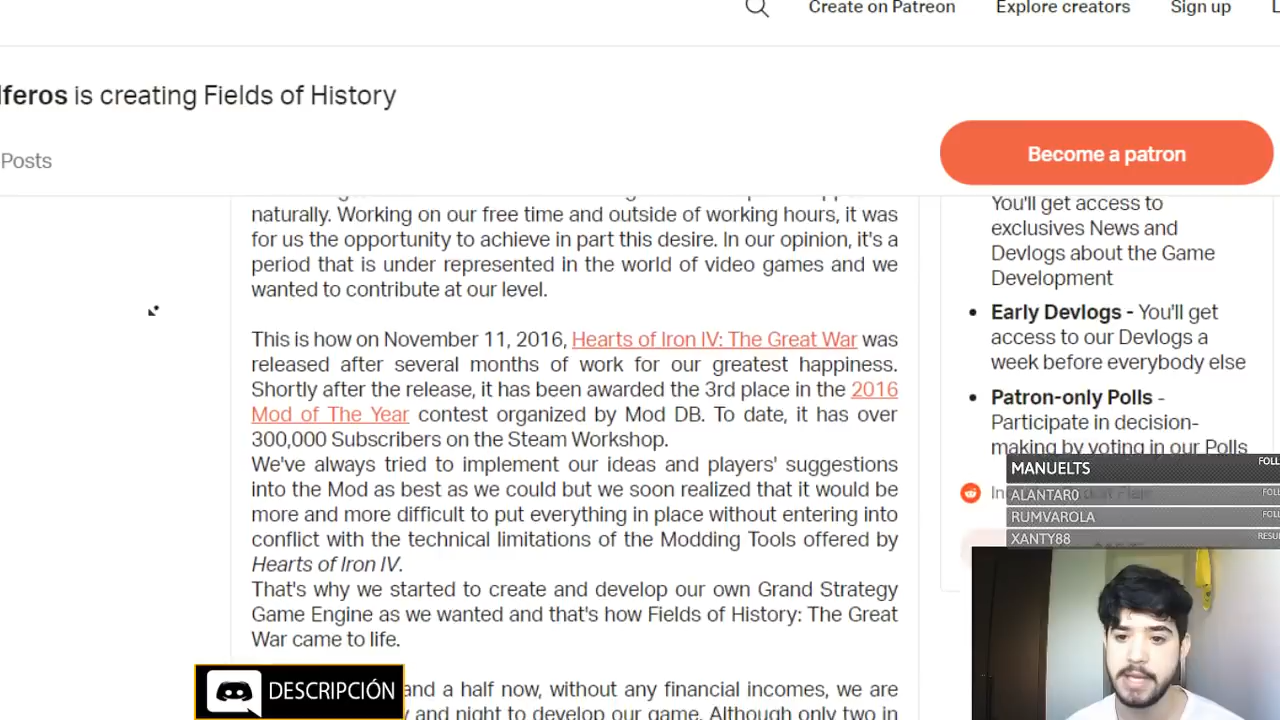 Create on Patreon Explore creators Sign up
lferos is creating Fields of History
Posts
Become a patron
naturally. Working on our free time and outside of working hours, it was
for us the opportunity to achieve in part this desire. In our opinion, it's a
period that is under represented in the world of video games and we
wanted to contribute at our level.
This is how on November 11, 2016, Hearts of Iron IV: The Great War was
released after several months of work for our greatest happiness.
Shortly after the release, it has been awarded the 3rd place in the 2016
Mod of The Year contest organized by Mod DB. To date, it has over
300,000 Subscribers on the Steam Workshop.
We've always tried to implement our ideas and players' suggestions
into the Mod as best as we could but we soon realized that it would be
more and more difficult to put everything in place without entering into
conflict with the technical limitations of the Modding Tools offered by
Hearts of Iron IV.
That's why we started to create and develop our own Grand Strategy
Game Engine as we wanted and that's how Fields of History: The Great
War came to life.
and a half now, without any financial incomes, we are
and night to develop our game. Although only two in
You'll get access to
exclusives News and
Devlogs about the Game
Development
Early Devlogs - You'll get
access to our Devlogs a
week before everybody else
Patron-only Polls -
Participate in decision-
making by voting in our Polls
MANUELTS FOLL
ALANTAR0 FOLL
RUMVAROLA FOLL
XANTY88 RESU
DESCRIPCIÓN